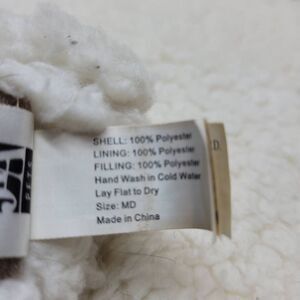 SHELL: 100% Polyester
LINING: 100% Polyester
FILLING: 100% Polyester
Hand Wash in Cold Water
Lay Flat to Dry
Size: MD
Made in China
D.
PETS